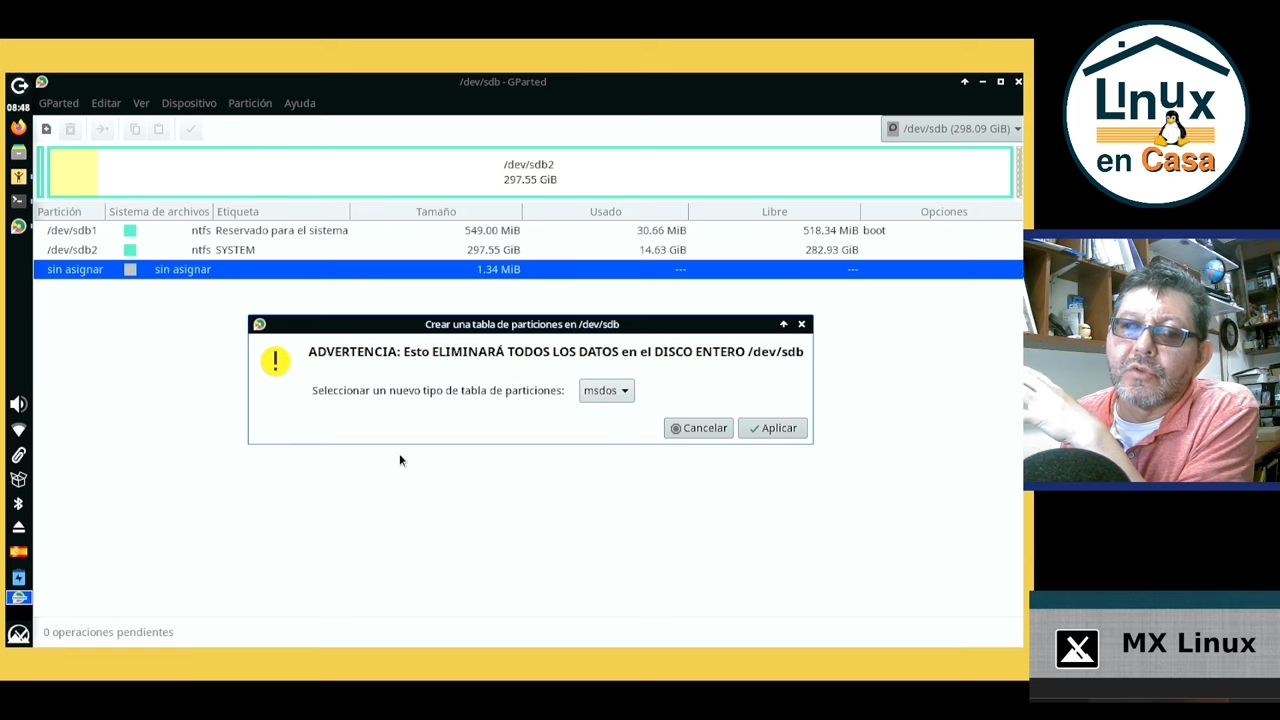 /dev/sdb - GParted
08:48
GParted Editar Ver Dispositivo Partición Ayuda
/dev/sdb (298.09 GiB)
/dev/sdb2
297.55 GiB
Partición Sistema de archivos Etiqueta Tamaño Usado Libre Opciones
/dev/sdb1 ntfs Reservado para el sistema 549.00 MiB 30.66 MiB 518.34 MiB boot
/dev/sdb2 ntfs SYSTEM 297.55 GiB 14.63 GiB 282.93 GiB
sin asignar sin asignar 1.34 MiB --- ---
Crear una tabla de particiones en /dev/sdb
ADVERTENCIA: Esto ELIMINARÁ TODOS LOS DATOS en el DISCO ENTERO /dev/sdb
Seleccionar un nuevo tipo de tabla de particiones: msdos
Cancelar Aplicar
0 operaciones pendientes
LInux
en Casa
MX Linux